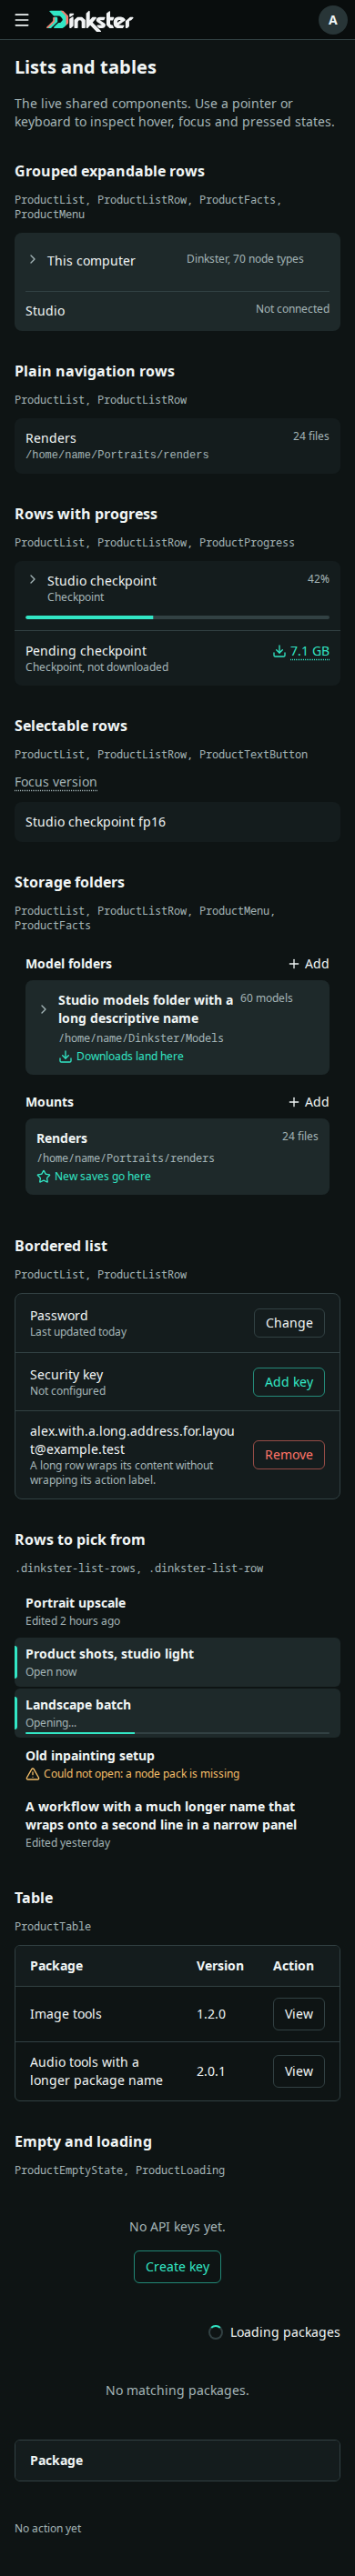 Dinkster
A
Lists and tables
The live shared components. Use a pointer or
keyboard to inspect hover, focus and pressed states.
Grouped expandable rows
ProductList, ProductListRow, ProductFacts,
ProductMenu
This computer
Dinkster, 70 node types
Studio
Not connected
Plain navigation rows
ProductList, ProductListRow
Renders
24 files
/home/name/Portraits/renders
Rows with progress
ProductList, ProductListRow, ProductProgress
Studio checkpoint
42%
Checkpoint
Pending checkpoint
7.1 GB
Checkpoint, not downloaded
Selectable rows
ProductList, ProductListRow, ProductTextButton
Focus version
Studio checkpoint fp16
Storage folders
ProductList, ProductListRow, ProductMenu,
ProductFacts
Model folders
Add
Studio models folder with a
60 models
long descriptive name
/home/name/Dinkster/Models
Downloads land here
Mounts
Add
Renders
24 files
/home/name/Portraits/renders
New saves go here
Bordered list
ProductList, ProductListRow
Password
Last updated today
Change
Security key
Not configured
Add key
alex.with.a.long.address.for.layou
t@example.test
A long row wraps its content without
wrapping its action label.
Remove
Rows to pick from
.dinkster-list-rows, .dinkster-list-row
Portrait upscale
Edited 2 hours ago
Product shots, studio light
Open now
Landscape batch
Opening...
Old inpainting setup
Could not open: a node pack is missing
A workflow with a much longer name that
wraps onto a second line in a narrow panel
Edited yesterday
Table
ProductTable
Package Version Action
Image tools 1.2.0 View
Audio tools with a
longer package name
2.0.1 View
Empty and loading
ProductEmptyState, ProductLoading
No API keys yet.
Create key
Loading packages
No matching packages.
Package
No action yet